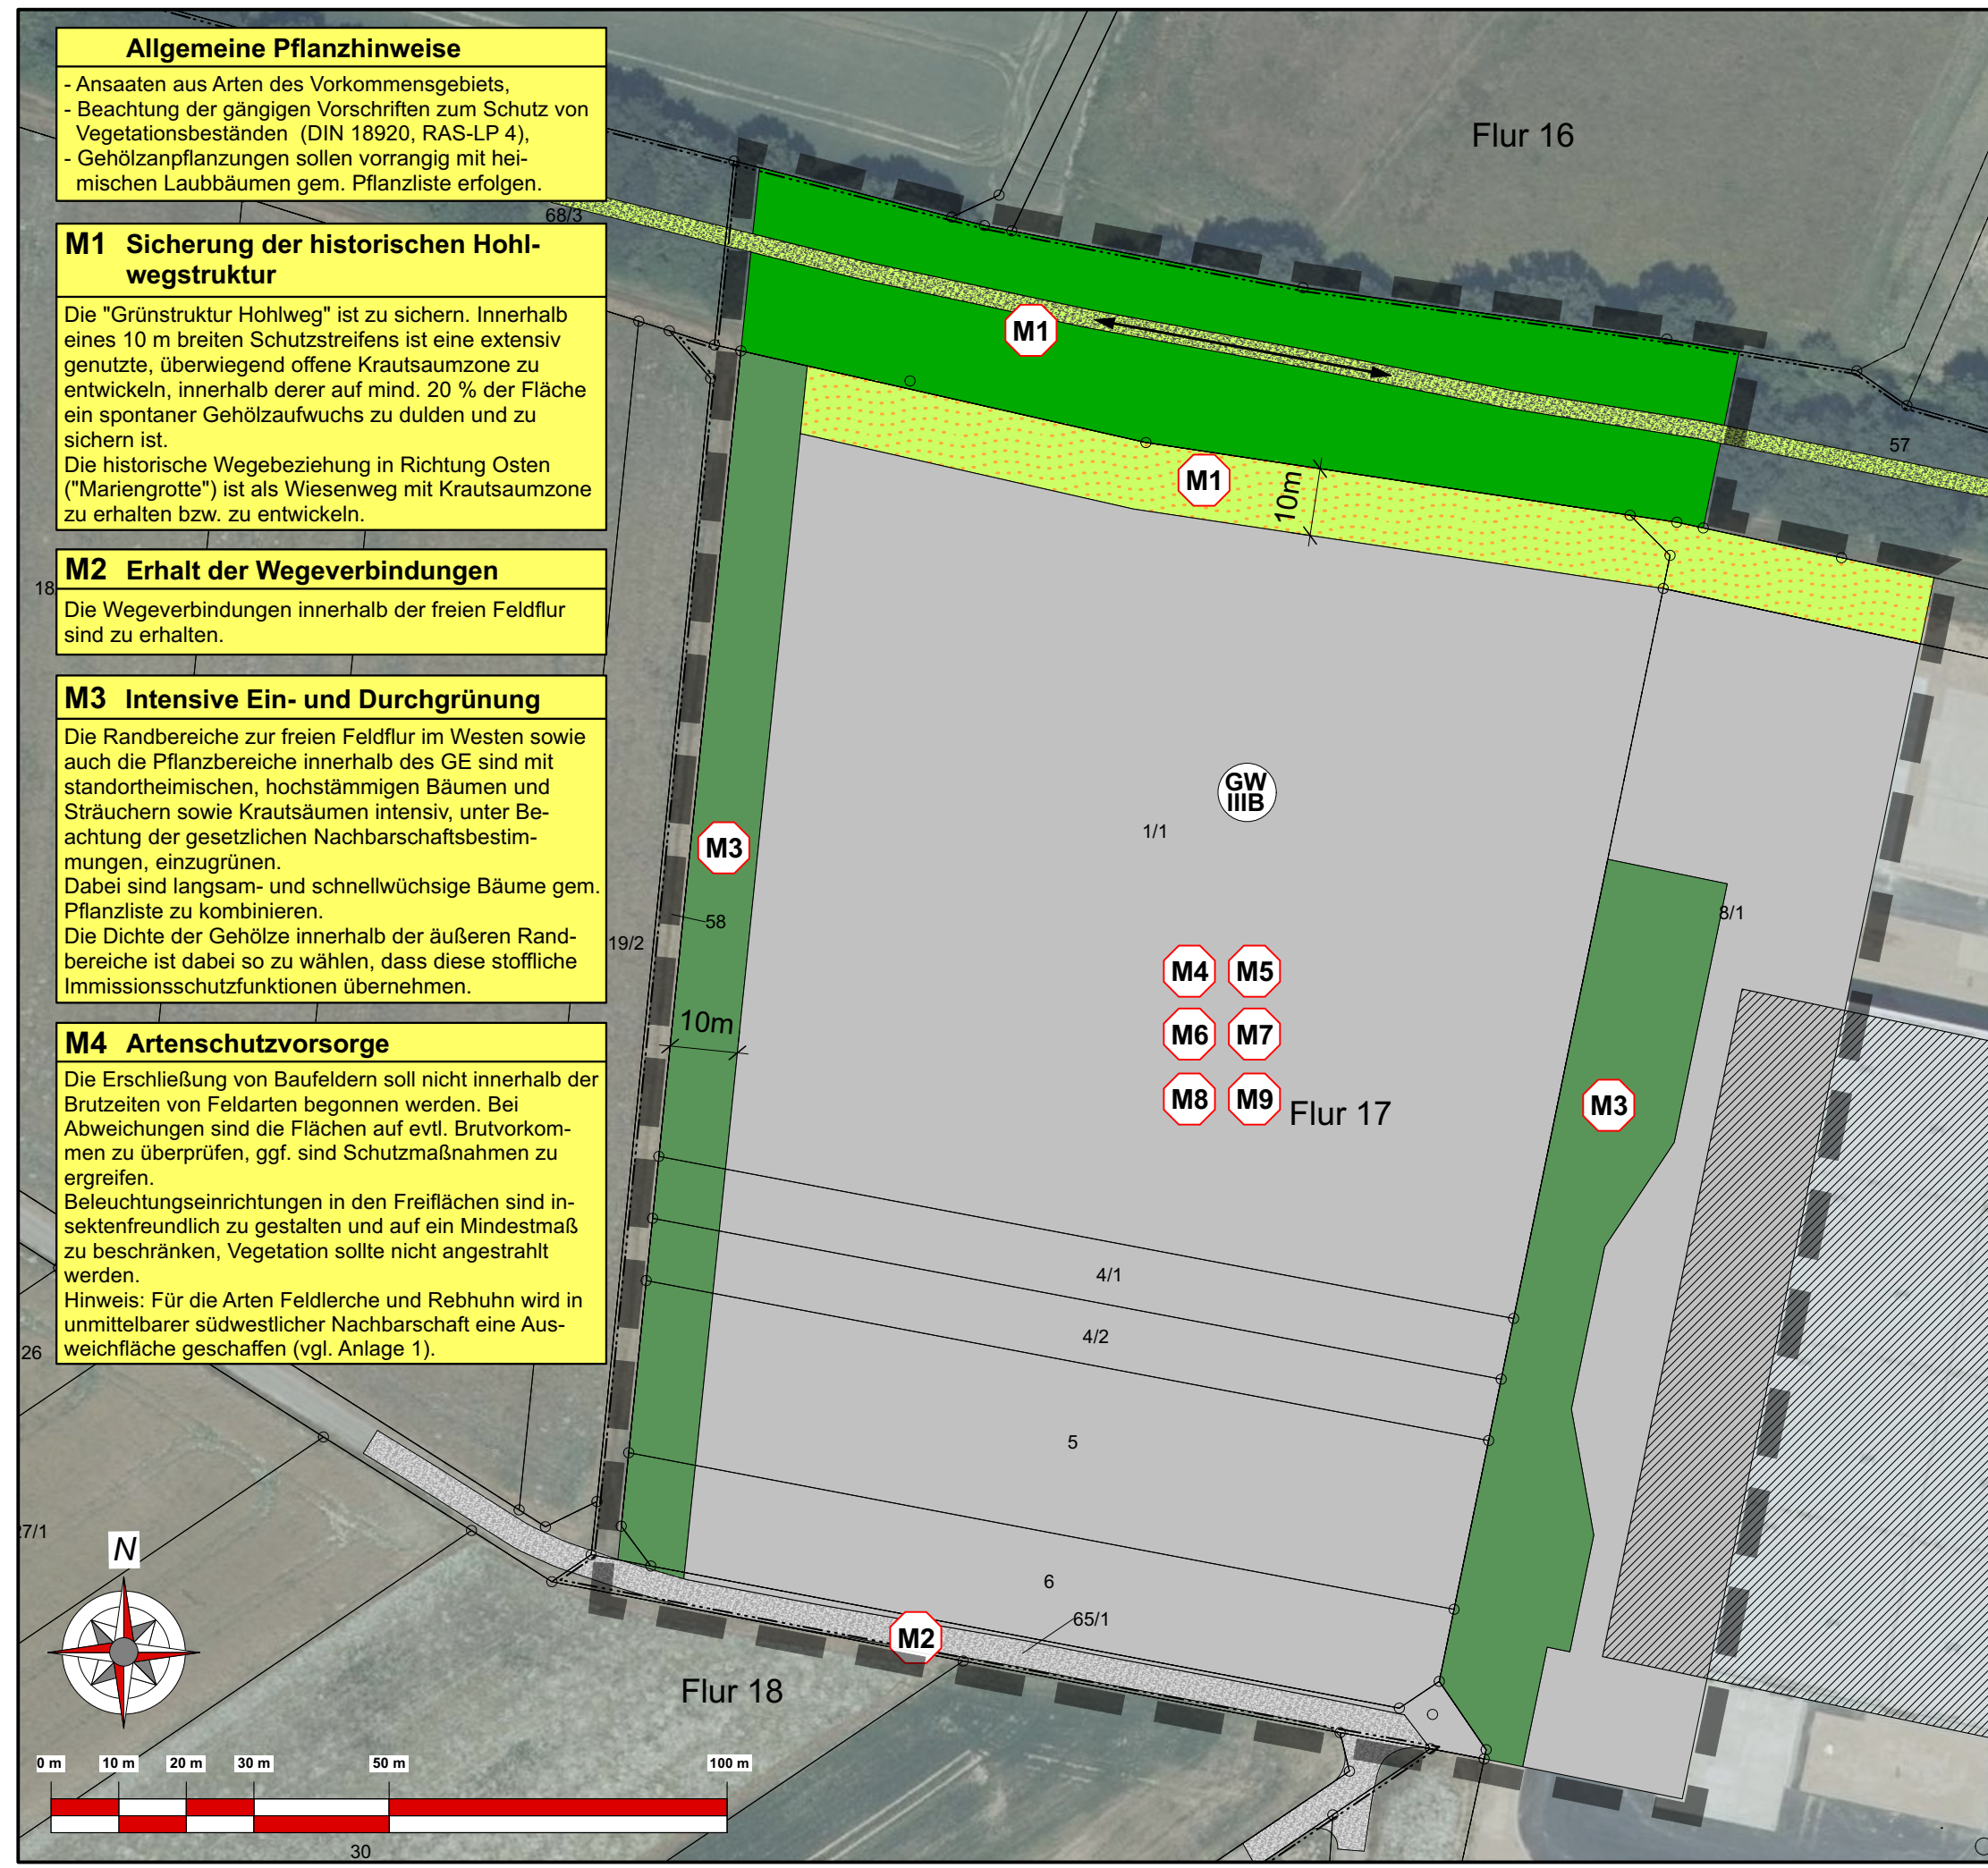 Allgemeine Pflanzhinweise
- Ansaaten aus Arten des Vorkommensgebiets,
- Beachtung der gängigen Vorschriften zum Schutz von
Vegetationsbeständen (DIN 18920, RAS-LP 4),
- Gehölzanpflanzungen sollen vorrangig mit hei-
mischen Laubbäumen gem. Pflanzliste erfolgen.
M1 Sicherung der historischen Hohl-
wegstruktur
Die "Grünstruktur Hohlweg" ist zu sichern. Innerhalb
eines 10 m breiten Schutzstreifens ist eine extensiv
genutzte, überwiegend offene Krautsaumzone zu
entwickeln, innerhalb derer auf mind. 20 % der Fläche
ein spontaner Gehölzaufwuchs zu dulden und zu
sichern ist.
Die historische Wegebeziehung in Richtung Osten
("Mariengrotte") ist als Wiesenweg mit Krautsaumzone
zu erhalten bzw. zu entwickeln.
M2 Erhalt der Wegeverbindungen
Die Wegeverbindungen innerhalb der freien Feldflur
sind zu erhalten.
M3 Intensive Ein- und Durchgrünung
Die Randbereiche zur freien Feldflur im Westen sowie
auch die Pflanzbereiche innerhalb des GE sind mit
standortheimischen, hochstämmigen Bäumen und
Sträuchern sowie Krautsäumen intensiv, unter Be-
achtung der gesetzlichen Nachbarschaftsbestim-
mungen, einzugrünen.
Dabei sind langsam- und schnellwüchsige Bäume gem.
Pflanzliste zu kombinieren.
Die Dichte der Gehölze innerhalb der äußeren Rand-
bereiche ist dabei so zu wählen, dass diese stoffliche
Immissionsschutzfunktionen übernehmen.
M4 Artenschutzvorsorge
Die Erschließung von Baufeldern soll nicht innerhalb der
Brutzeiten von Feldarten begonnen werden. Bei
Abweichungen sind die Flächen auf evtl. Brutvorkom-
men zu überprüfen, ggf. sind Schutzmaßnahmen zu
ergreifen.
Beleuchtungseinrichtungen in den Freiflächen sind in-
sektenfreundlich zu gestalten und auf ein Mindestmaß
zu beschränken, Vegetation sollte nicht angestrahlt
werden.
Hinweis: Für die Arten Feldlerche und Rebhuhn wird in
unmittelbarer südwestlicher Nachbarschaft eine Aus-
weichfläche geschaffen (vgl. Anlage 1).
Flur 16
68/3
M1
57
M1
10m
18
GW
IIIB
1/1
M3
58
19/2
8/1
M4 M5
M6 M7
M8 M9
Flur 17
10m
M3
4/1
4/2
26
5
27/1
6
65/1
M2
Flur 18
N
0 m 10 m 20 m 30 m 50 m 100 m
30